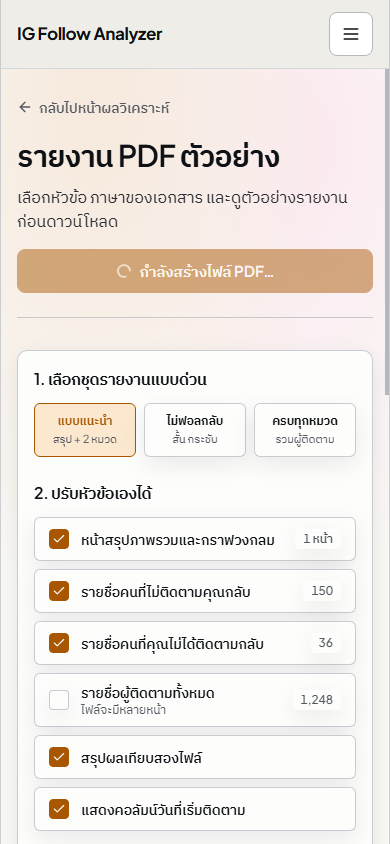 IG Follow Analyzer
กลับไปหน้าผลวิเคราะห์
รายงาน PDF ตัวอย่าง
เลือกหัวข้อ ภาษาของเอกสาร และดูตัวอย่างรายงาน
ก่อนดาวน์โหลด
กำลังสร้างไฟล์ PDF...
1. เลือกชุดรายงานแบบด่วน
แบบแนะนำ
สรุป + 2 หมวด
ไม่ฟอลกลับ
สั้น กระชับ
ครบทุกหมวด
รวมผู้ติดตาม
2. ปรับหัวข้อเองได้
หน้าสรุปภาพรวมและกราฟวงกลม 1 หน้า
รายชื่อคนที่ไม่ติดตามคุณกลับ 150
รายชื่อคนที่คุณไม่ได้ติดตามกลับ 36
รายชื่อผู้ติดตามทั้งหมด 1,248
ไฟล์จะมีหลายหน้า
สรุปผลเทียบสองไฟล์
แสดงคอลัมน์วันที่เริ่มติดตาม